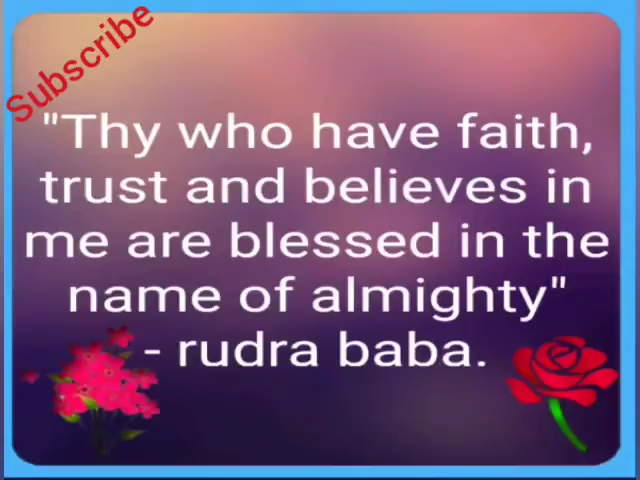 Subscribe
"Thy who have faith,
trust and believes in
me are blessed in the
name of almighty"
- rudra baba.